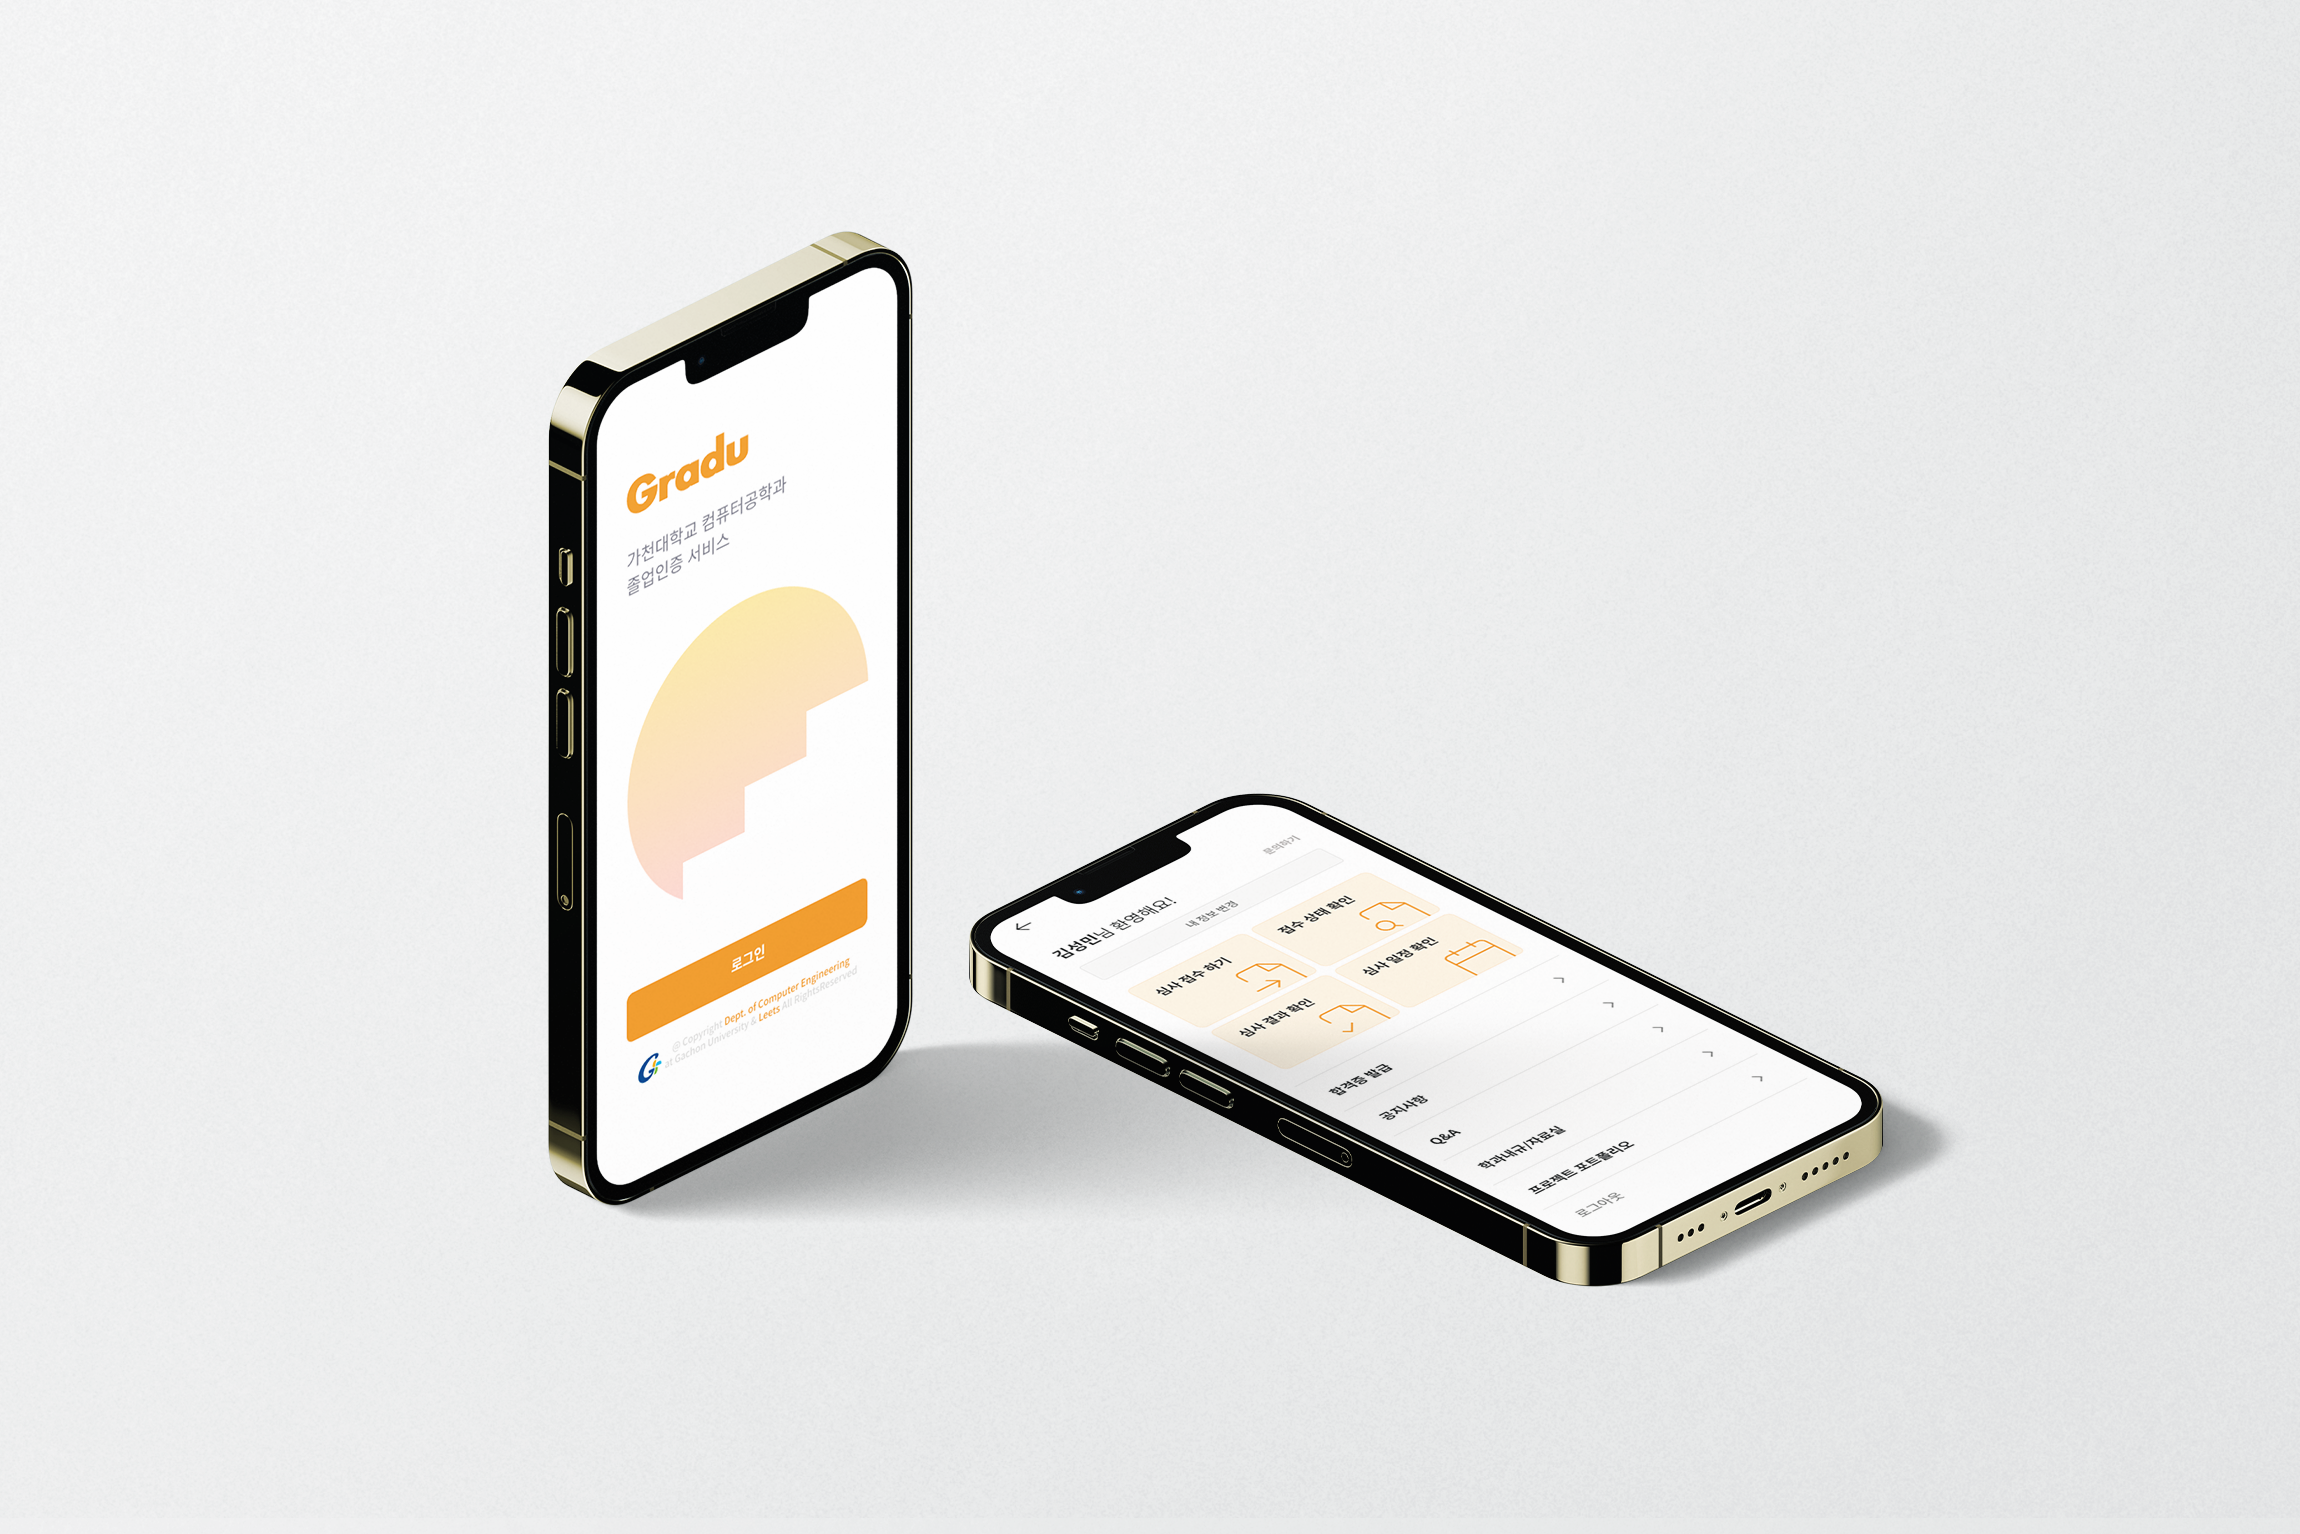 Gradu
가천대학교 컴퓨터공학과
졸업인증 서비스
로그인
@ Copyright Dept. of Computer Engineering
at Gachon University & Leets All RightsReserved
문의하기
김성민님 환영해요!
내 정보 변경
심사 접수 하기
접수 상태 확인
심사 결과 확인
심사 일정 확인
합격증 발급
공지사항
Q&A
학과내규/자료실
프로젝트 포트폴리오
로그아웃